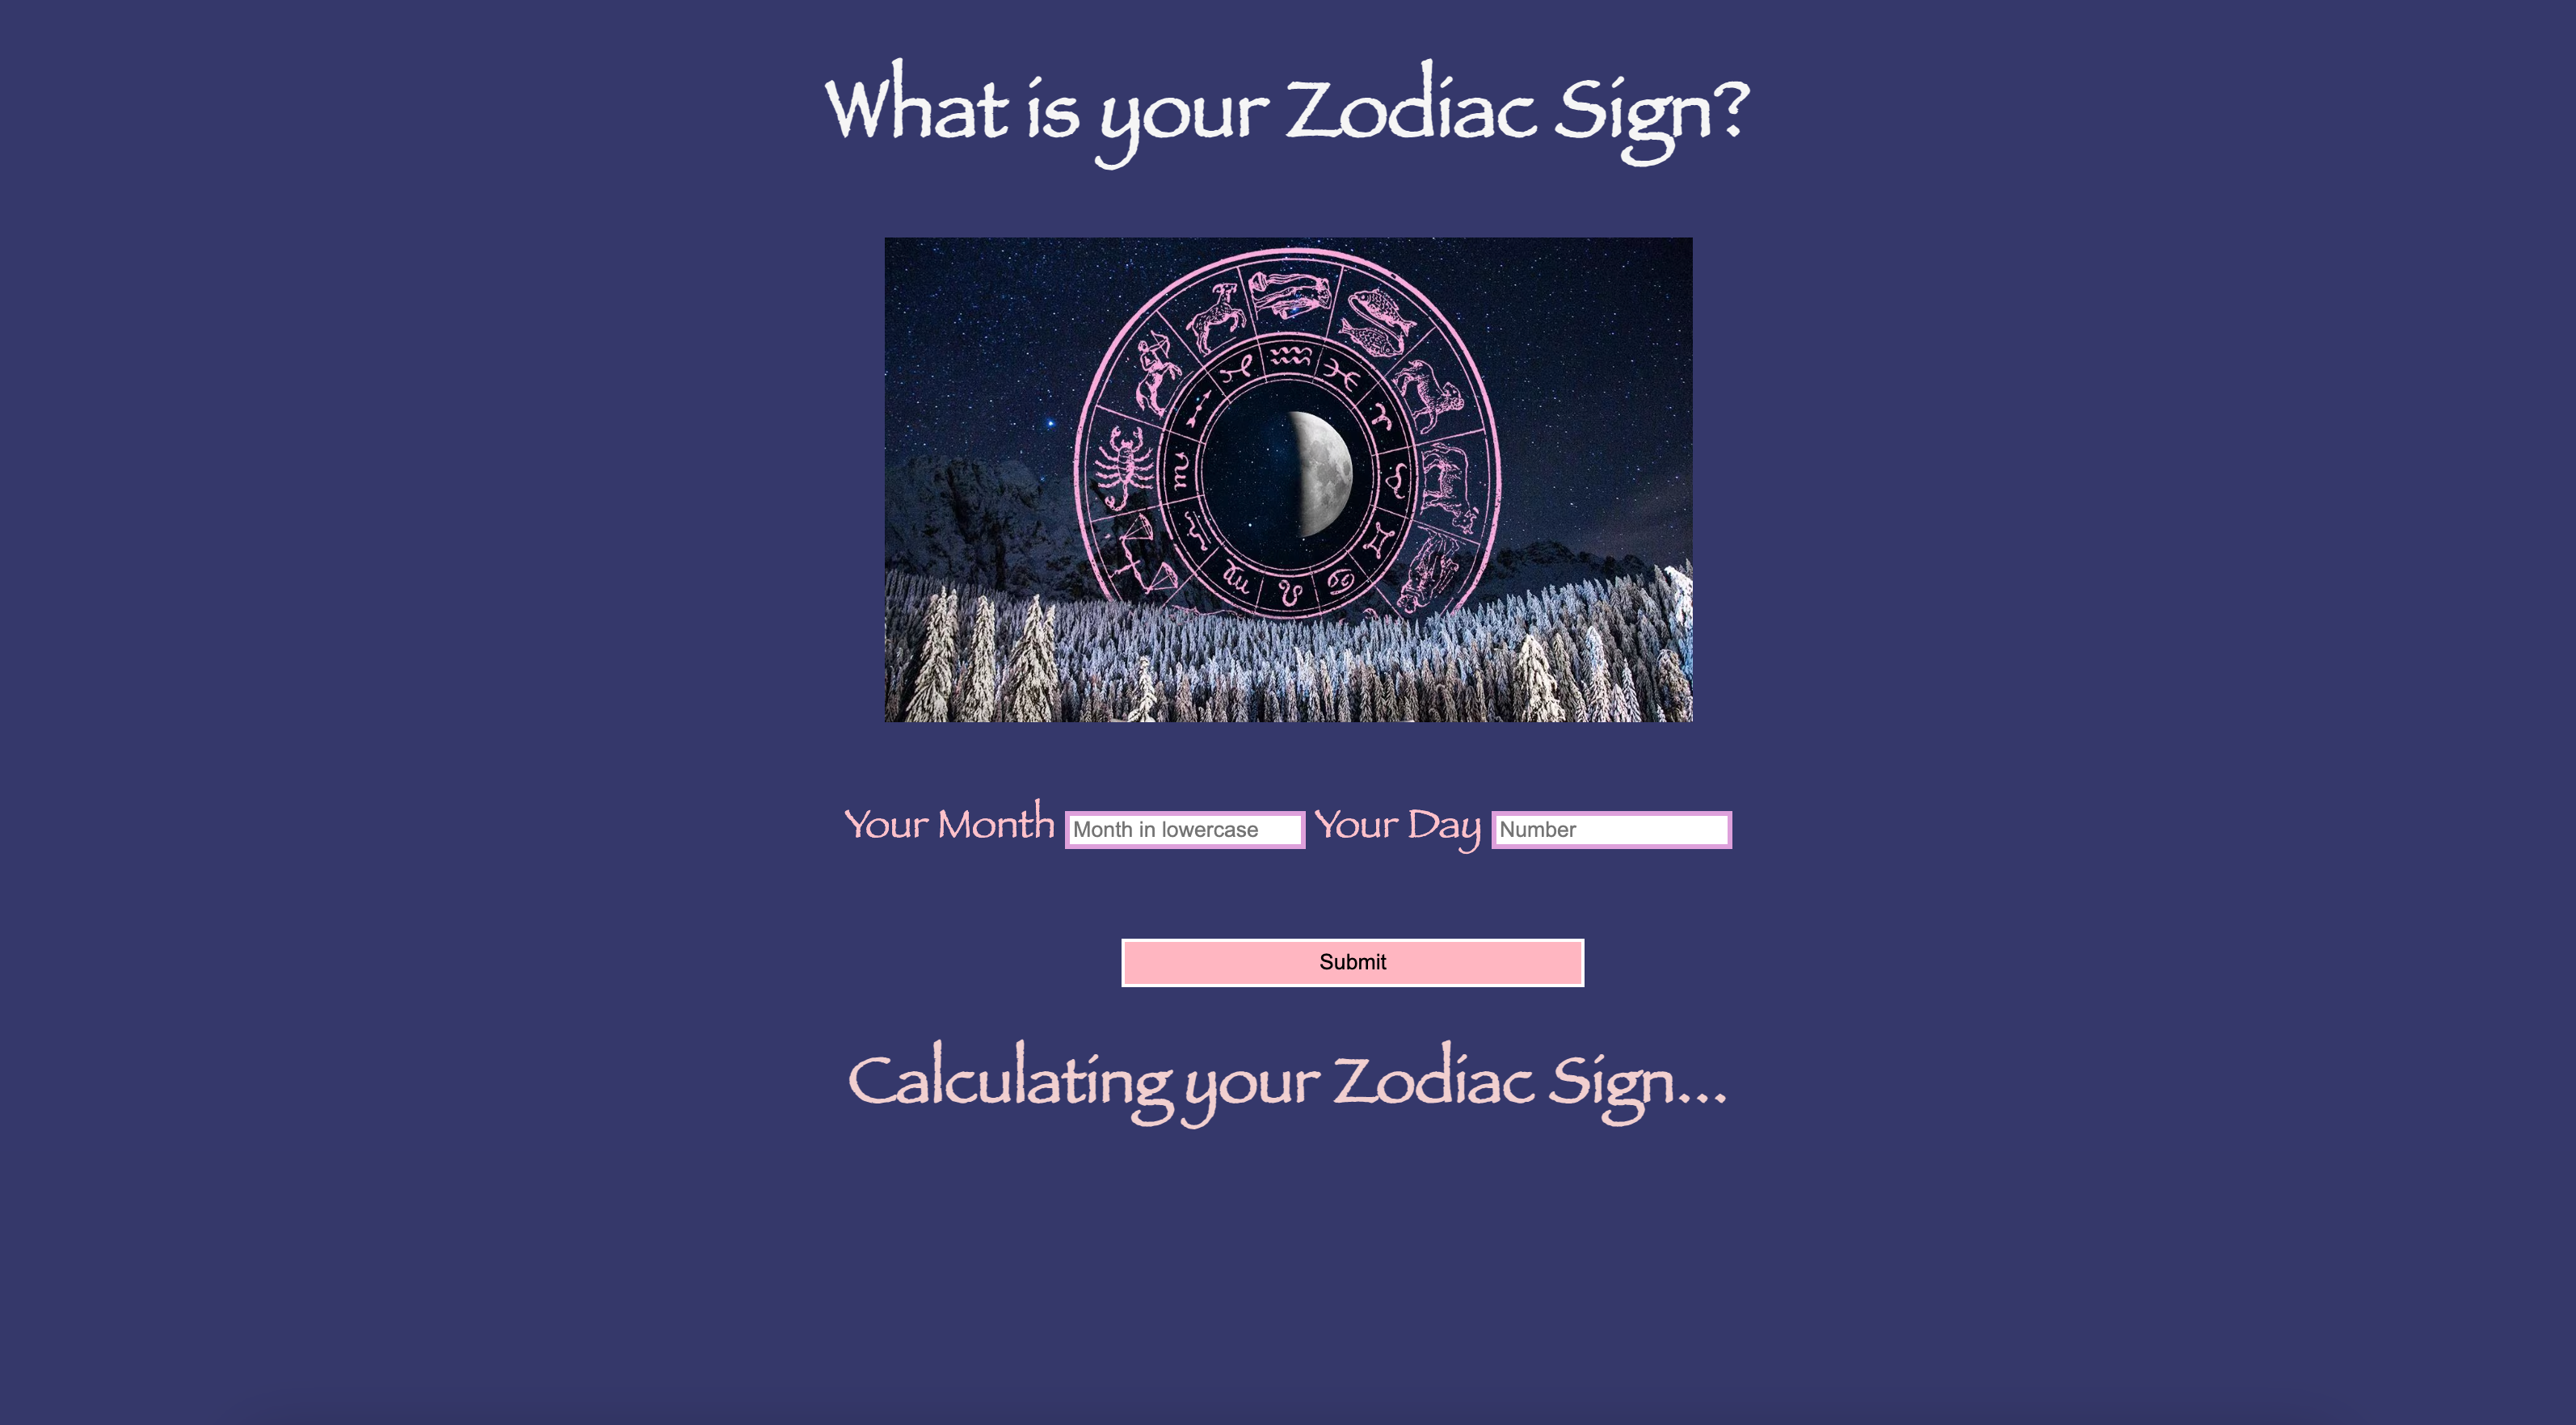 What is your Zodiac Sign?
Your Month Month in lowercase Your Day Number
Submit
Calculating your Zodiac Sign...